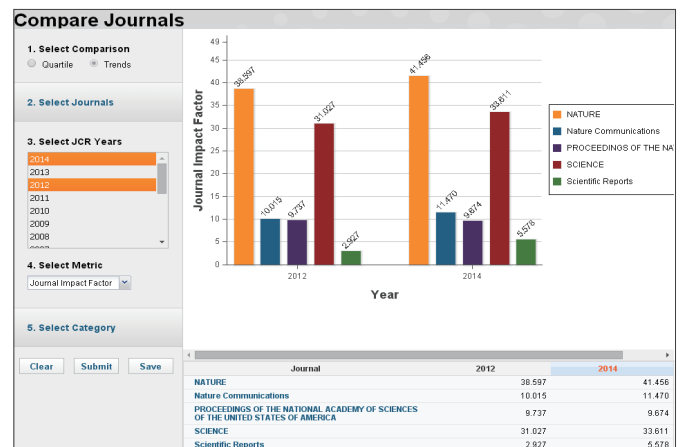 Compare Journals
1. Select Comparison
Quartile Trends
2. Select Journals
3. Select JCR Years
2014
2013
2012
2011
2010
2009
2008
4. Select Metric
Journal Impact Factor
5. Select Category
Clear Submit Save
Journal Impact Factor
49
45
40
35
30
25
20
15
10
5
0
38.597
10.015
9.737
31.027
2.927
41.456
11.470
9.674
33.611
5.578
2012 2014
Year
NATURE
Nature Communications
PROCEEDINGS OF THE NA
SCIENCE
Scientific Reports
Journal 2012 2014
NATURE 38.597 41.456
Nature Communications 10.015 11.470
PROCEEDINGS OF THE NATIONAL ACADEMY OF SCIENCES
OF THE UNITED STATES OF AMERICA 9.737 9.674
SCIENCE 31.027 33.611
Scientific Reports 2.927 5.578